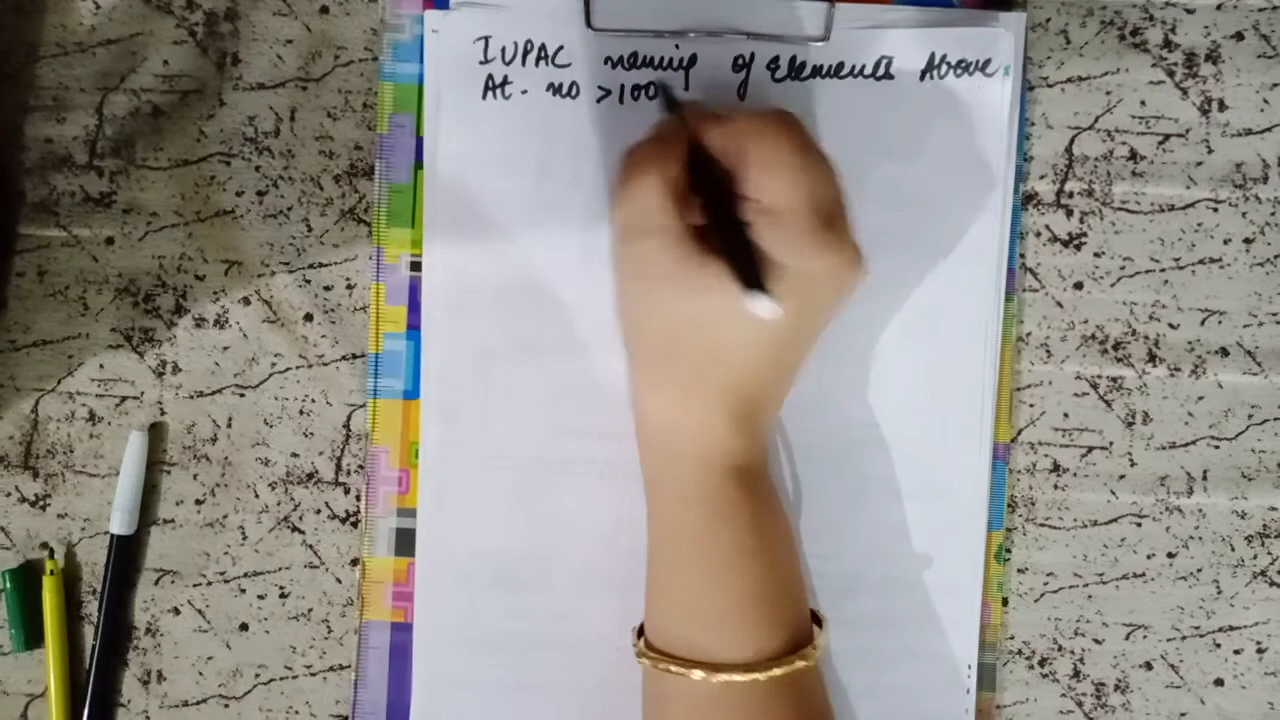 IUPAC naming of Elements Above
At. no >100